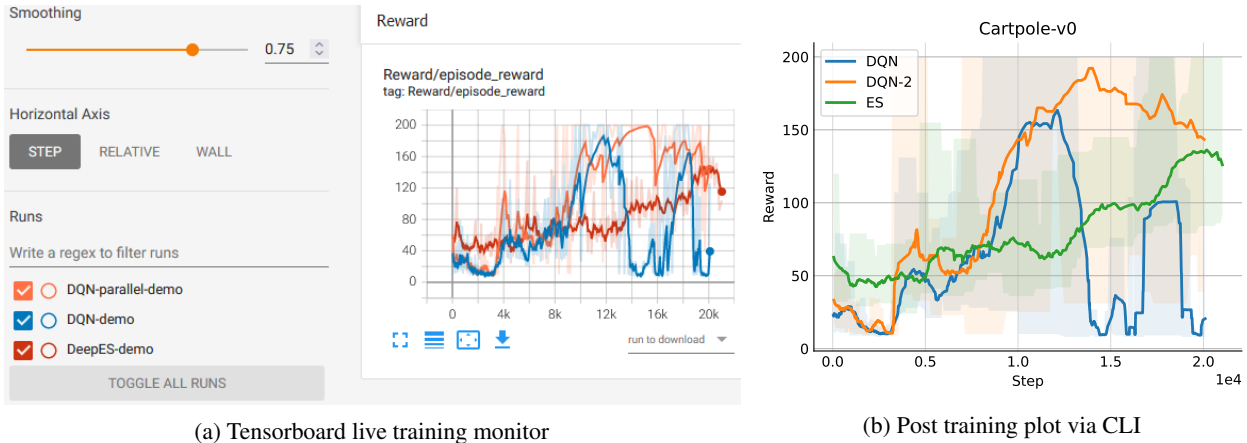 Smoothing
0.75
Horizontal Axis
STEP RELATIVE WALL
Runs
Write a regex to filter runs
DQN-parallel-demo
DQN-demo
DeepES-demo
TOGGLE ALL RUNS
Reward
Reward/episode_reward
tag: Reward/episode_reward
200
160
120
80
40
0
0 4k 8k 12k 16k 20k
run to download
(a) Tensorboard live training monitor
Cartpole-v0
DQN
DQN-2
ES
200
150
100
50
0
Reward
0.0 0.5 1.0 1.5 2.0
1e4
Step
(b) Post training plot via CLI